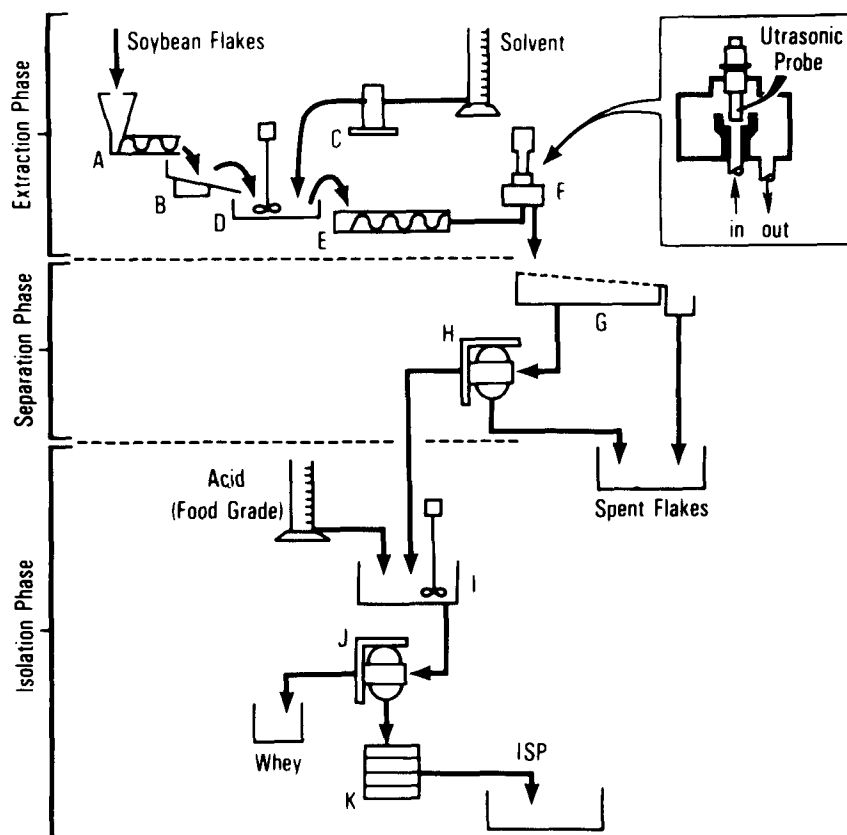 Extraction Phase
Soybean Flakes
Solvent
Utrasonic
Probe
A
B
C
D
E
F
in
out
Separation Phase
G
H
Spent Flakes
Isolation Phase
Acid
(Food Grade)
I
J
Whey
K
ISP